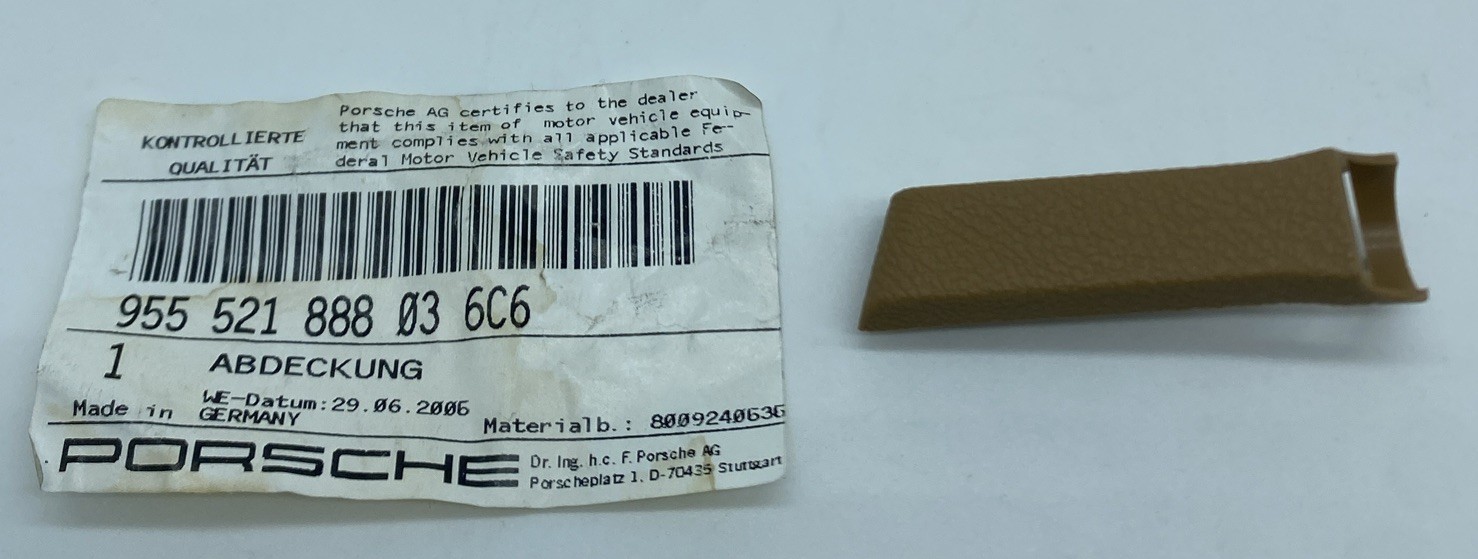 KONTROLLIERTE
QUALITÄT
Porsche AG certifies to the dealer
that this item of motor vehicle equip-
ment complies with all applicable Fe-
deral Motor Vehicle Safety Standards
955 521 888 03 6C6
1 ABDECKUNG
WE-Datum:29.06.2006
Made in GERMANY
Materialb.: 8009240636
PORSCHE
Dr. Ing. h.c. F. Porsche AG
Porscheplatz 1, D-70435 Stuttgart